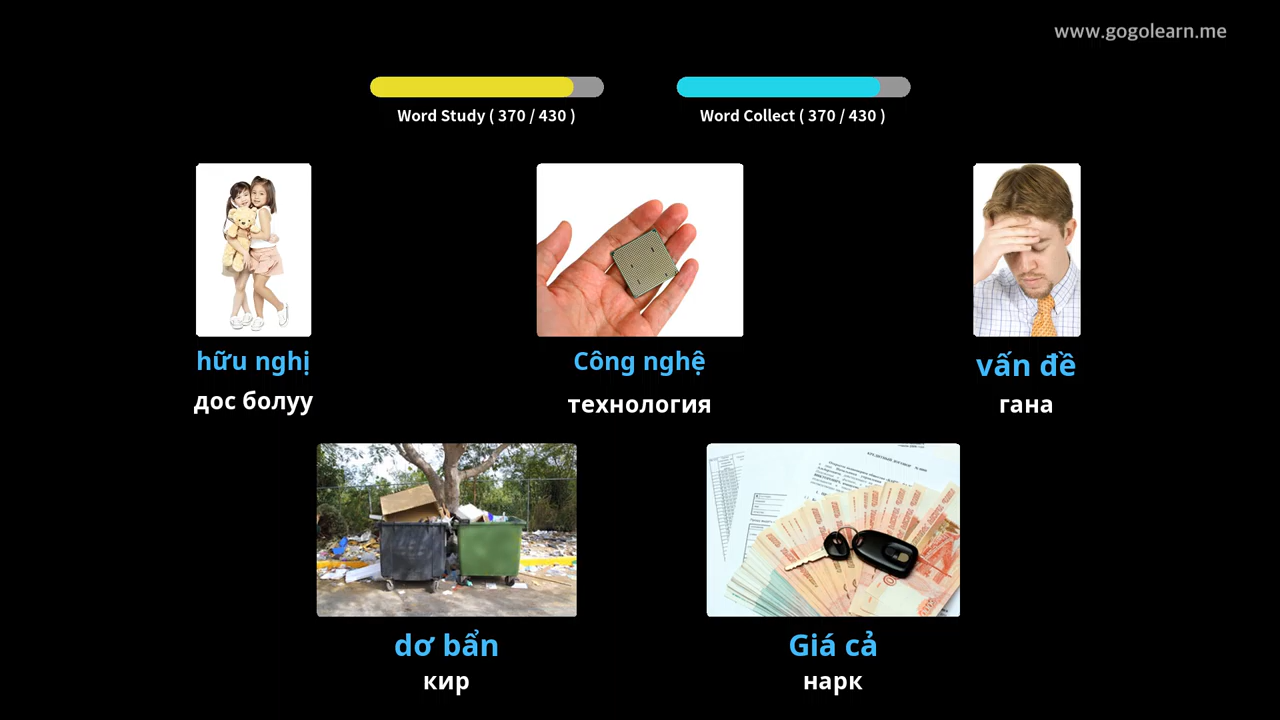 www.gogolearn.me
Word Study ( 370 / 430 )
Word Collect ( 370 / 430 )
hữu nghị
дос болуу
Công nghệ
технология
vấn đề
гана
dơ bẩn
кир
Giá cả
нарк